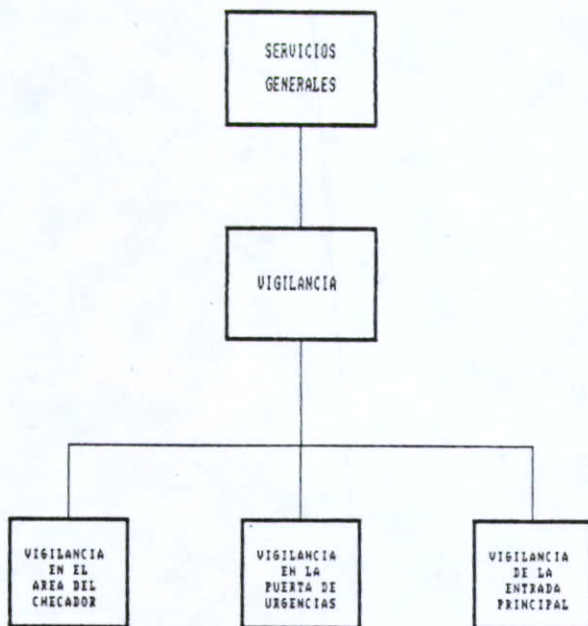 SERVICIOS
GENERALES
VIGILANCIA
VIGILANCIA
EN EL
AREA DEL
CHECADOR
VIGILANCIA
EN LA
PUERTA DE
URGENCIAS
VIGILANCIA
DE LA
ENTRADA
PRINCIPAL